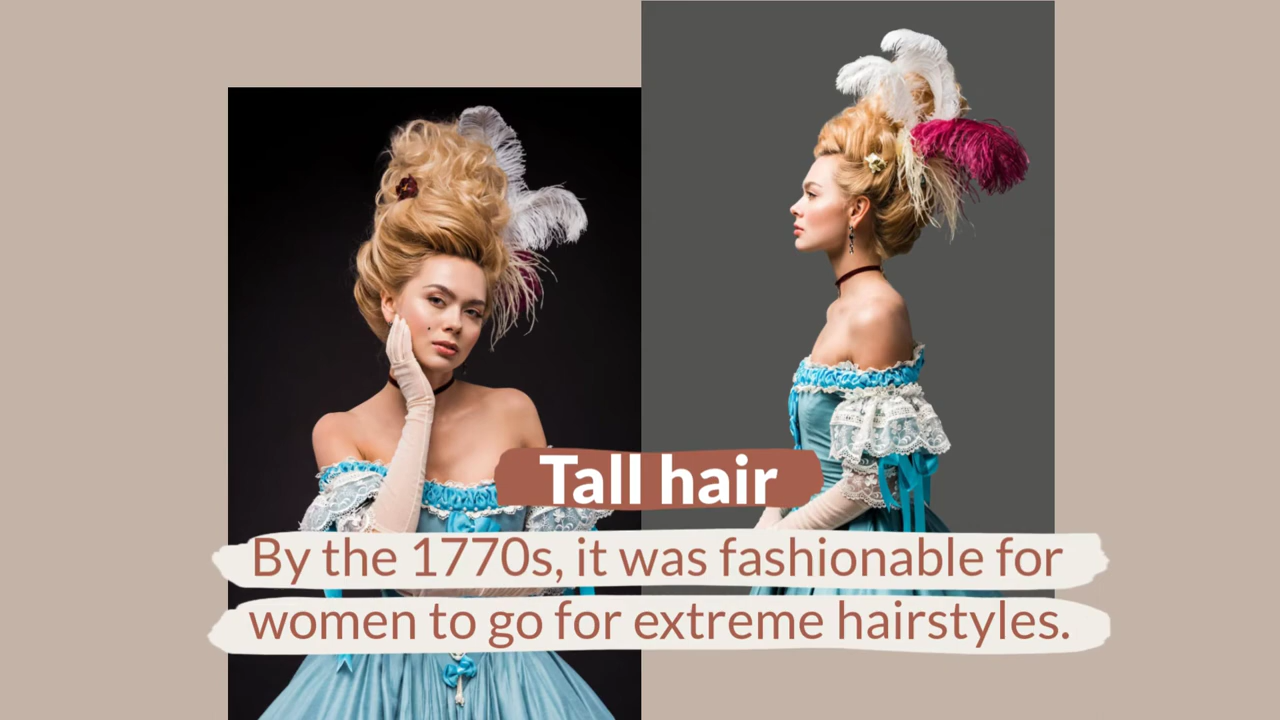 Tall hair
By the 1770s, it was fashionable for
women to go for extreme hairstyles.